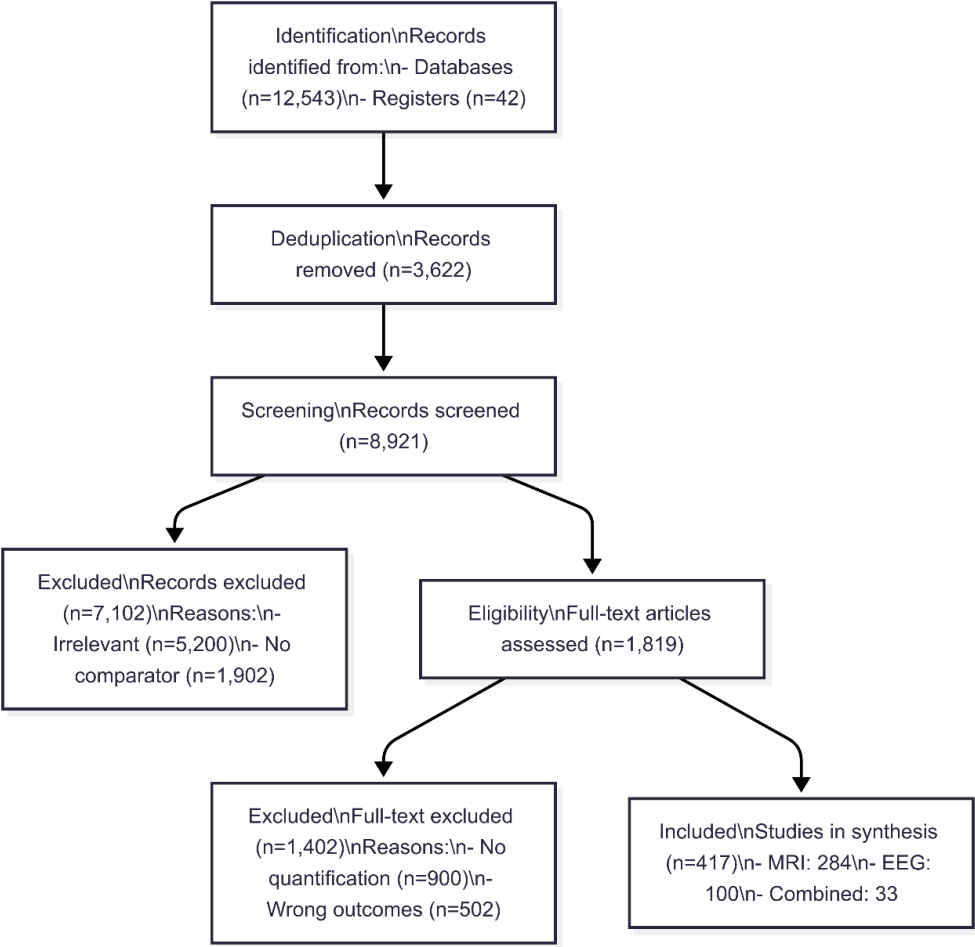 Identification\nRecords
identified from:\n- Databases
(n=12,543)\n- Registers (n=42)
Deduplication\nRecords
removed (n=3,622)
Screening\nRecords screened
(n=8,921)
Excluded\nRecords excluded
(n=7,102)\nReasons:\n-
Irrelevant (n=5,200)\n- No
comparator (n=1,902)
Eligibility\nFull-text articles
assessed (n=1,819)
Excluded\nFull-text excluded
(n=1,402)\nReasons:\n- No
quantification (n=900)\n-
Wrong outcomes (n=502)
Included\nStudies in synthesis
(n=417)\n- MRI: 284\n- EEG:
100\n- Combined: 33